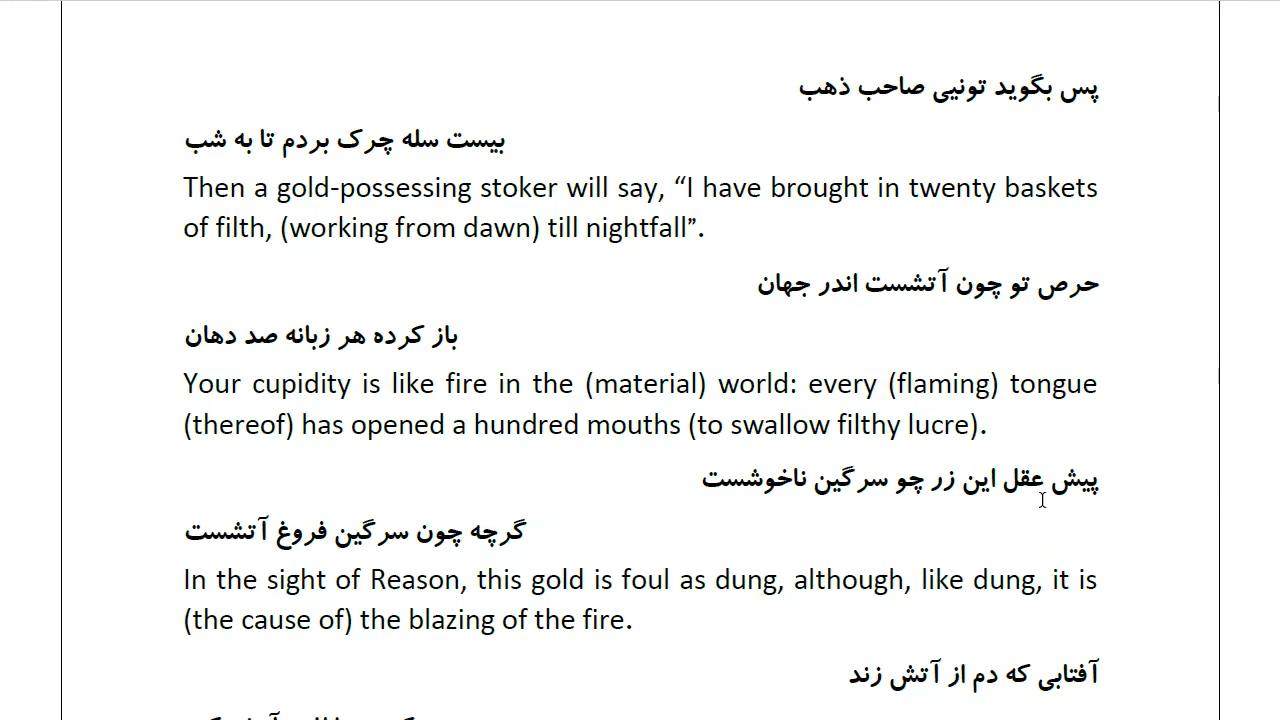 پس بگوید تونیی صاحب ذهب
بیست سله چرک بردم تا به شب
Then a gold-possessing stoker will say, “I have brought in twenty baskets
of filth, (working from dawn) till nightfall”.
حرص تو چون آتشست اندر جهان
باز کرده هر زبانه صد دهان
Your cupidity is like fire in the (material) world: every (flaming) tongue
(thereof) has opened a hundred mouths (to swallow filthy lucre).
پیش عقل این زر چو سرگین ناخوشست
گرچه چون سرگین فروغ آتشست
In the sight of Reason, this gold is foul as dung, although, like dung, it is
(the cause of) the blazing of the fire.
آفتابی که دم از آتش زند